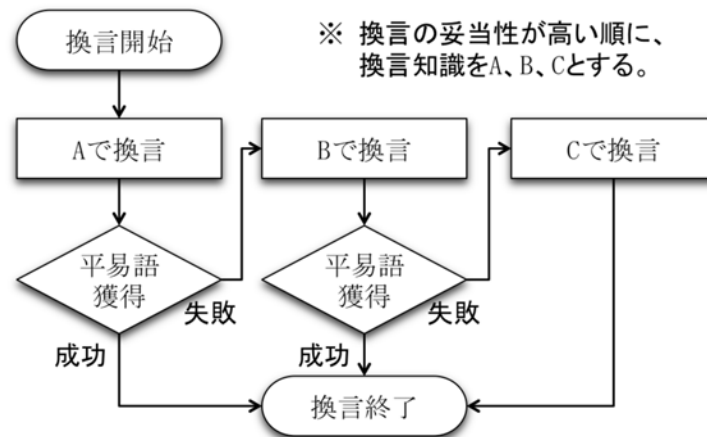 換言開始
※ 換言の妥当性が高い順に、
換言知識をA、B、Cとする。
Aで換言
Bで換言
Cで換言
平易語
獲得
失敗
成功
平易語
獲得
失敗
成功
換言終了